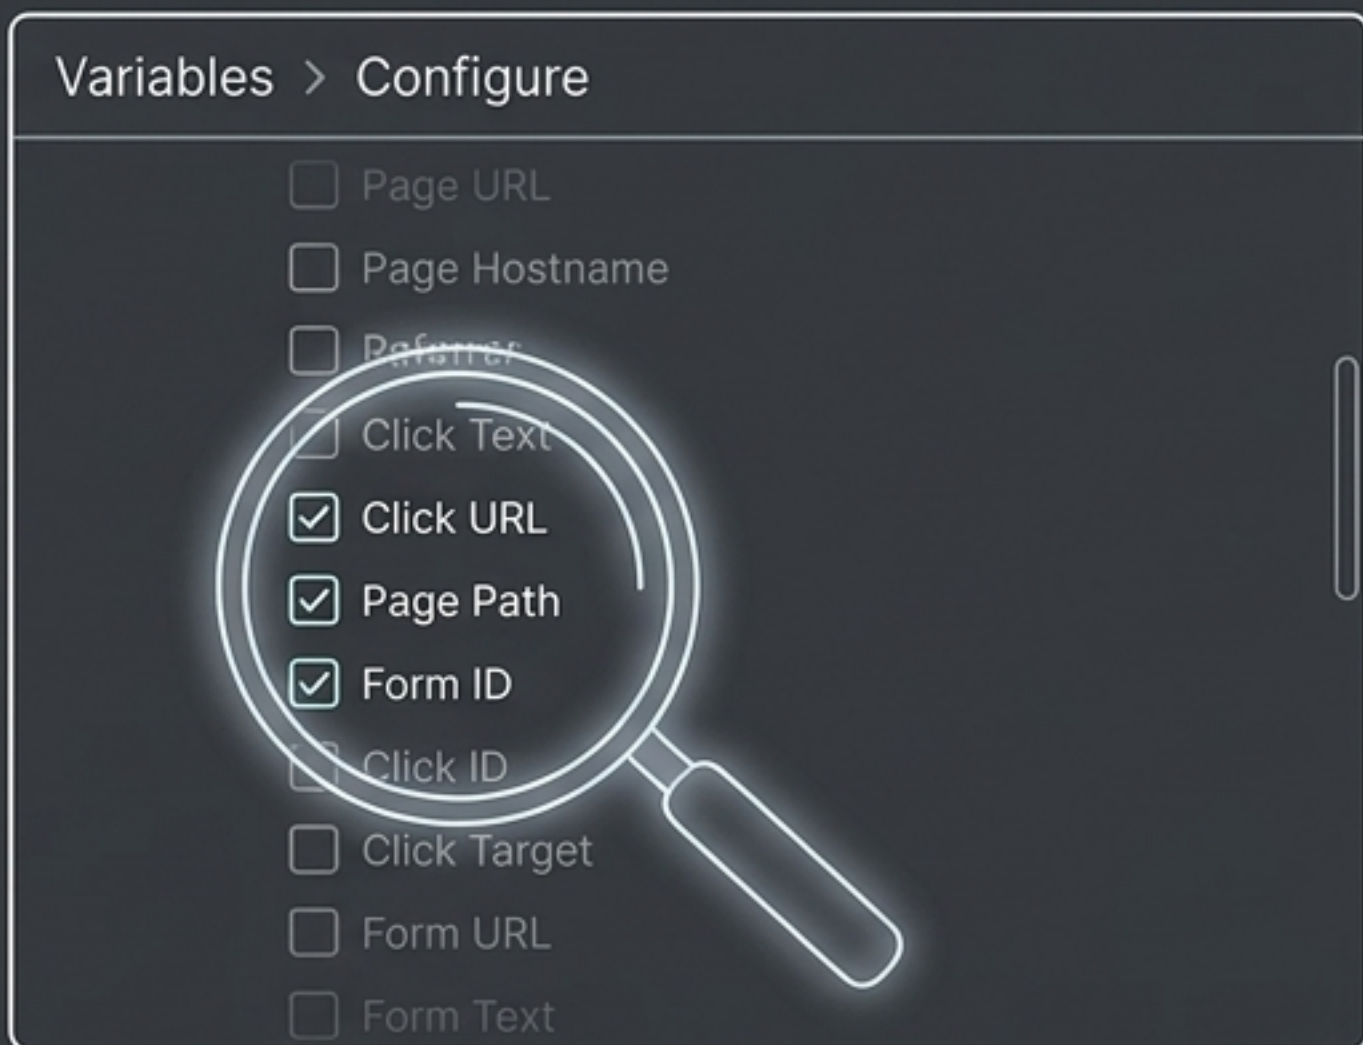 Variables > Configure
Page URL
Page Hostname
Referrer
Click Text
Click URL
Page Path
Form ID
Click ID
Click Target
Form URL
Form Text